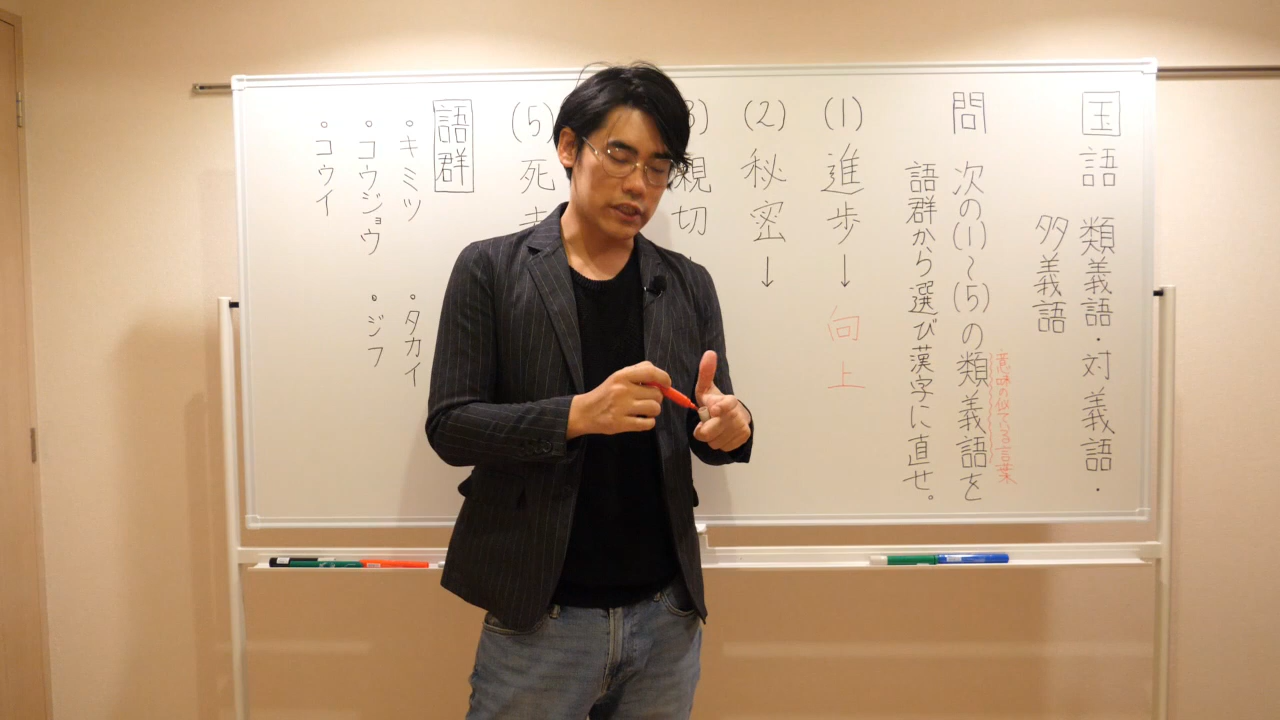 国語 類義語・対義語・
多義語
問 次の(1)〜(5)の類義語を
意味の似ている言葉
語群から選び漢字に直せ。
(1) 進歩→向上
(2) 秘密→
3) 親切
(5) 死
語群
・キミツ ・タカイ
・コウジョウ ・ジフ
・コウイ